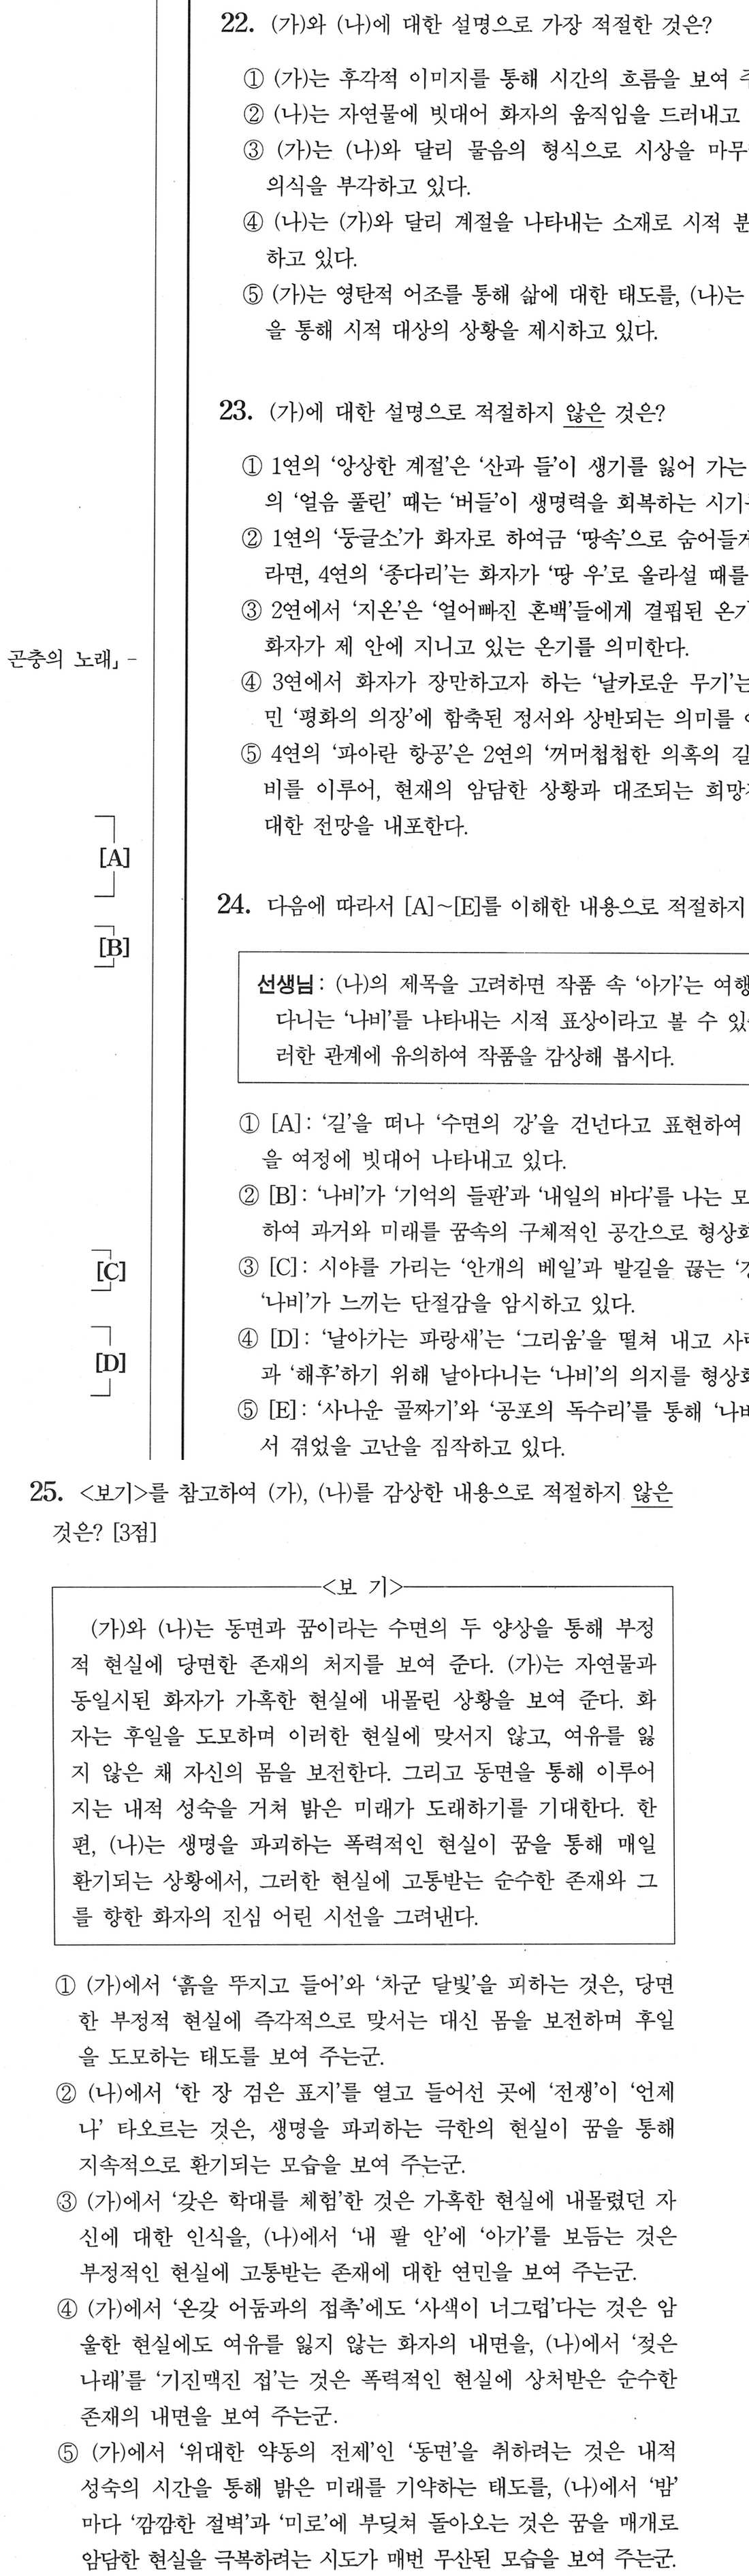 22. (가)와 (나)에 대한 설명으로 가장 적절한 것은?
① (가)는 후각적 이미지를 통해 시간의 흐름을 보여
② (나)는 자연물에 빗대어 화자의 움직임을 드러내고
③ (가)는 (나)와 달리 물음의 형식으로 시상을 마무
의식을 부각하고 있다.
④ (나)는 (가)와 달리 계절을 나타내는 소재로 시적 분
하고 있다.
⑤ (가)는 영탄적 어조를 통해 삶에 대한 태도를, (나)는
을 통해 시적 대상의 상황을 제시하고 있다.
23. (가)에 대한 설명으로 적절하지 않은 것은?
① 1연의 '앙상한 계절'은 '산과 들'이 생기를 잃어 가는
의 '얼음 풀린' 때는 '버들'이 생명력을 회복하는 시기
② 1연의 '둥글소'가 화자로 하여금 '땅속'으로 숨어들
라면, 4연의 '종다리'는 화자가 '땅 우'로 올라설 때를
③ 2연에서 '지온'은 '얼어빠진 혼백'들에게 결핍된 온
화자가 제 안에 지니고 있는 온기를 의미한다.
곤충의 노래」-
④ 3연에서 화자가 장만하고자 하는 '날카로운 무기'는
민 '평화의 의장'에 함축된 정서와 상반되는 의미를
⑤ 4연의 '파아란 항공'은 2연의 '꺼머첩첩한 의혹의 길
비를 이루어, 현재의 암담한 상황과 대조되는 희망
대한 전망을 내포한다.
[A]
24. 다음에 따라서 [A]~[E]를 이해한 내용으로 적절하지
[B]
선생님: (나)의 제목을 고려하면 작품 속 '아가'는 여행
다니는 '나비'를 나타내는 시적 표상이라고 볼 수 있
러한 관계에 유의하여 작품을 감상해 봅시다.
① [A]: '길'을 떠나 '수면의 강'을 건넌다고 표현하여
을 여정에 빗대어 나타내고 있다.
② [B]: '나비'가 '기억의 들판'과 '내일의 바다'를 나는 모
하여 과거와 미래를 꿈속의 구체적인 공간으로 형상화
[C]
③ [C]: 시야를 가리는 '안개의 베일'과 발길을 끊는
'나비'가 느끼는 단절감을 암시하고 있다.
[D]
④ [D]: '날아가는 파랑새'는 '그리움'을 떨쳐 내고 사
과 '해후'하기 위해 날아다니는 '나비'의 의지를 형상화
⑤ [E]: '사나운 골짜기'와 '공포의 독수리'를 통해 '나비
서 겪었을 고난을 짐작하고 있다.
25. <보기>를 참고하여 (가), (나)를 감상한 내용으로 적절하지 않은
것은? [3점]
<보 기>
(가)와 (나)는 동면과 꿈이라는 수면의 두 양상을 통해 부정
적 현실에 당면한 존재의 처지를 보여 준다. (가)는 자연물과
동일시된 화자가 가혹한 현실에 내몰린 상황을 보여 준다. 화
자는 후일을 도모하며 이러한 현실에 맞서지 않고, 여유를 잃
지 않은 채 자신의 몸을 보전한다. 그리고 동면을 통해 이루어
지는 내적 성숙을 거쳐 밝은 미래가 도래하기를 기대한다. 한
편, (나)는 생명을 파괴하는 폭력적인 현실이 꿈을 통해 매일
환기되는 상황에서, 그러한 현실에 고통받는 순수한 존재와 그
를 향한 화자의 진심 어린 시선을 그려낸다.
① (가)에서 '흙을 뚜지고 들어'와 '차군 달빛'을 피하는 것은, 당면
한 부정적 현실에 즉각적으로 맞서는 대신 몸을 보전하며 후일
을 도모하는 태도를 보여 주는군.
② (나)에서 '한 장 검은 표지'를 열고 들어선 곳에 '전쟁'이 '언제
나' 타오르는 것은, 생명을 파괴하는 극한의 현실이 꿈을 통해
지속적으로 환기되는 모습을 보여 주는군.
③ (가)에서 '갖은 학대를 체험'한 것은 가혹한 현실에 내몰렸던 자
신에 대한 인식을, (나)에서 '내 팔 안'에 '아가'를 보듬는 것은
부정적인 현실에 고통받는 존재에 대한 연민을 보여 주는군.
④ (가)에서 '온갖 어둠과의 접촉'에도 '사색이 너그럽'다는 것은 암
울한 현실에도 여유를 잃지 않는 화자의 내면을, (나)에서 '젖은
나래'를 '기진맥진 접'는 것은 폭력적인 현실에 상처받은 순수한
존재의 내면을 보여 주는군.
⑤ (가)에서 '위대한 약동의 전제'인 '동면'을 취하려는 것은 내적
성숙의 시간을 통해 밝은 미래를 기약하는 태도를, (나)에서 '밤'
마다 '깜깜한 절벽'과 '미로'에 부딪쳐 돌아오는 것은 꿈을 매개로
암담한 현실을 극복하려는 시도가 매번 무산된 모습을 보여 주는군.